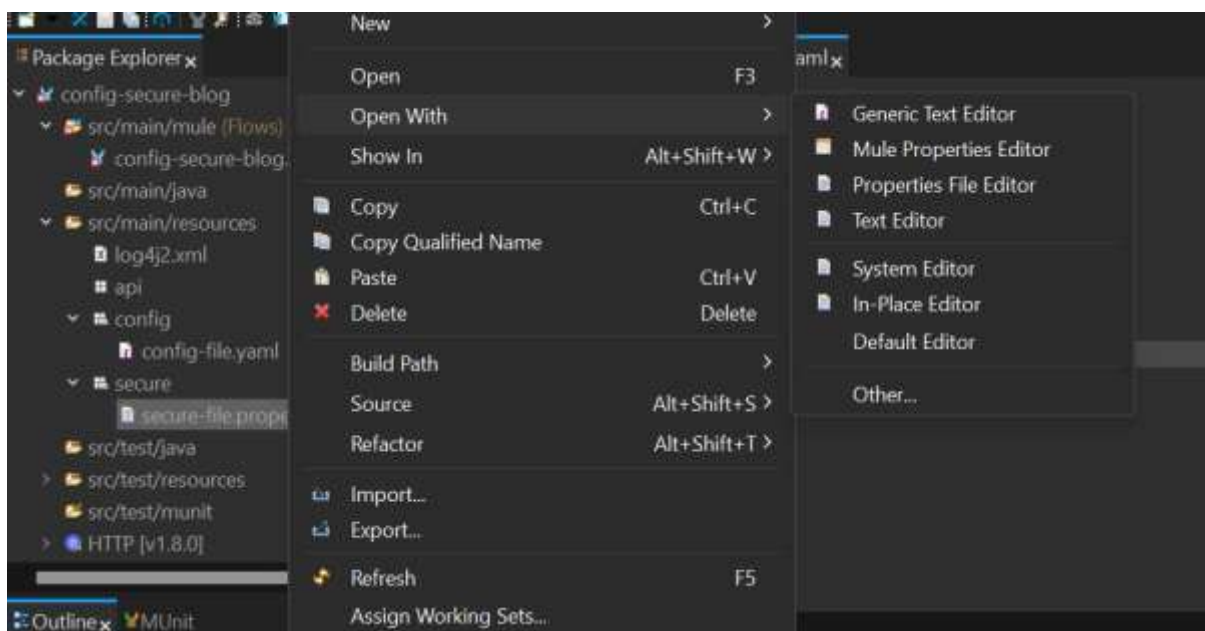 New
Package Explorer
aml
config-secure-blog
Open F3
src/main/mule (Flows)
Open With
Generic Text Editor
config-secure-blog.
Show In Alt+Shift+W
Mule Properties Editor
src/main/java
Properties File Editor
src/main/resources
Copy Ctrl+C
Text Editor
log4j2.xml
Copy Qualified Name
api
Paste Ctrl+V
System Editor
config
Delete Delete
In-Place Editor
config-file.yaml
Default Editor
secure
Build Path
secure-file.prope
Source Alt+Shift+S
Other...
src/test/java
Refactor Alt+Shift+T
src/test/resources
Import...
src/test/munit
Export...
HTTP [v1.8.0]
Refresh F5
Outline MUnit
Assign Working Sets...